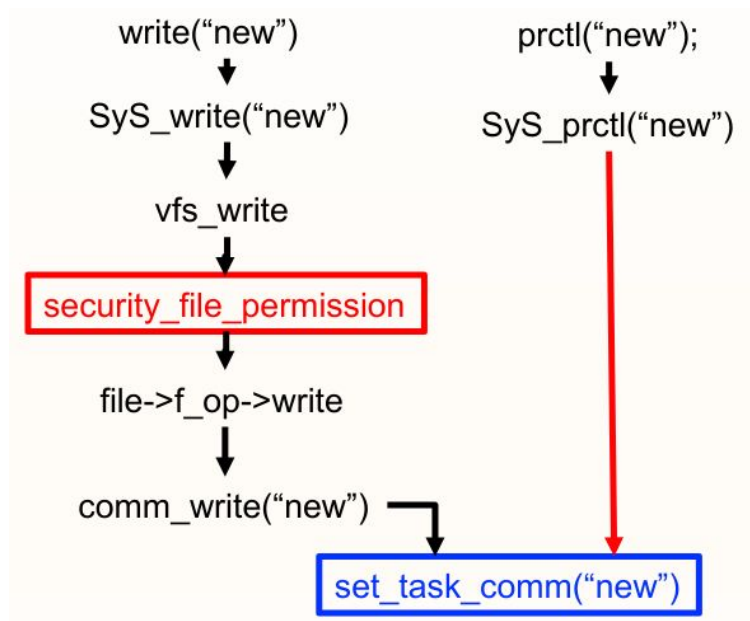 write(“new”)
SyS_write(“new”)
vfs_write
security_file_permission
file->f_op->write
comm_write(“new”)
prctl(“new”);
SyS_prctl(“new”)
set_task_comm(“new”)